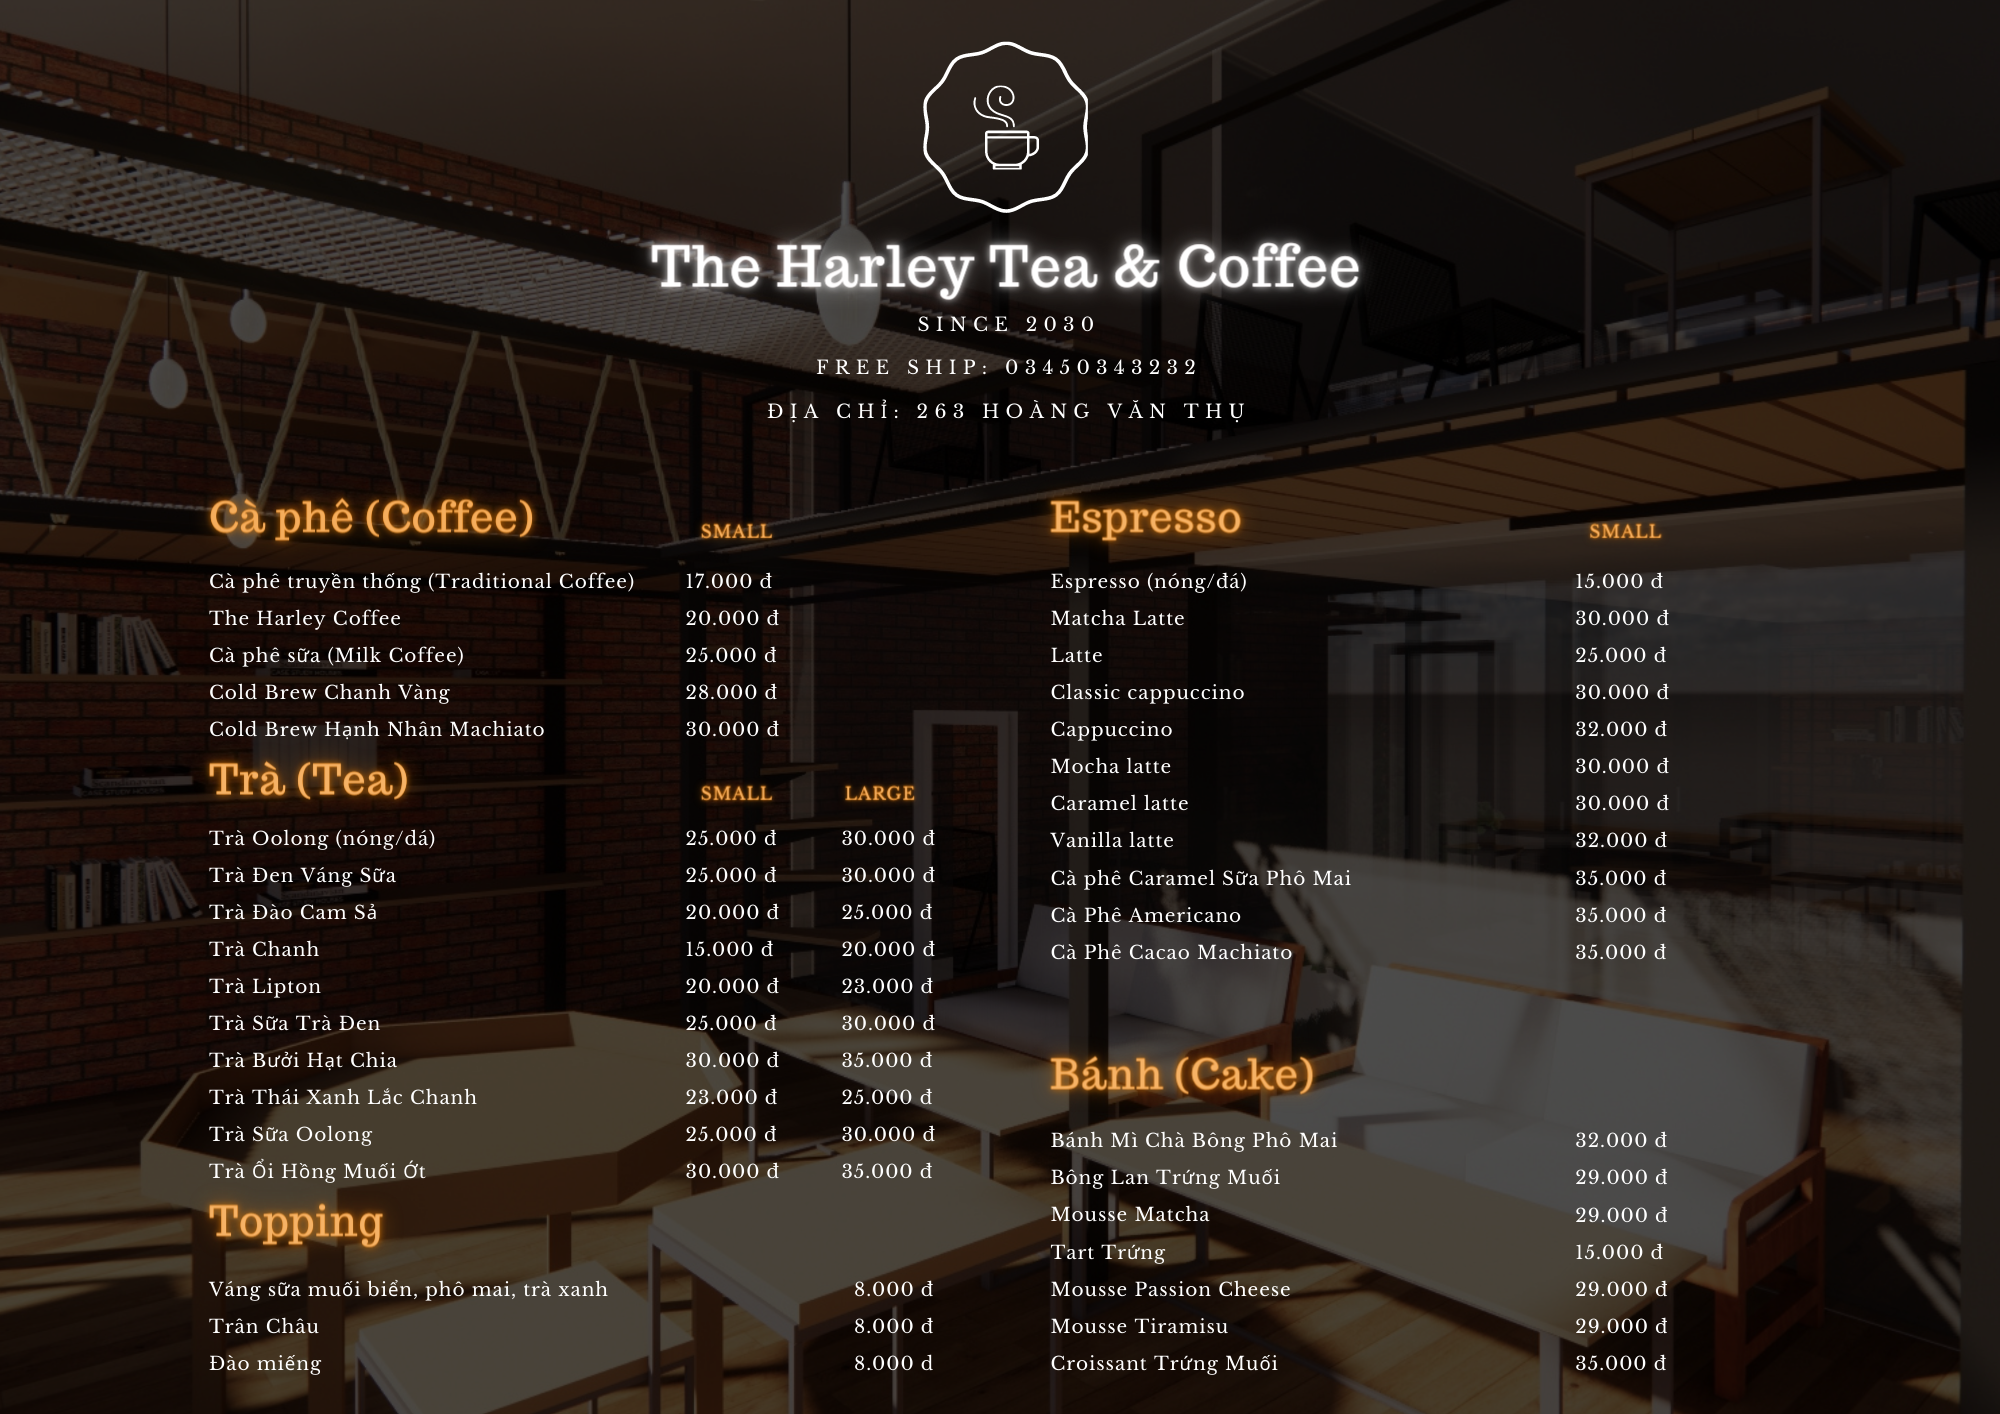 The Harley Tea & Coffee
SINCE 2030
FREE SHIP: 03450343232
ĐỊA CHỈ: 263 HOÀNG VĂN THỤ
Cà phê (Coffee) SMALL
Cà phê truyền thống (Traditional Coffee) 17.000 đ
The Harley Coffee 20.000 đ
Cà phê sữa (Milk Coffee) 25.000 đ
Cold Brew Chanh Vàng 28.000 đ
Cold Brew Hạnh Nhân Machiato 30.000 đ
Trà (Tea) SMALL LARGE
Trà Oolong (nóng/dá) 25.000 đ 30.000 đ
Trà Đen Váng Sữa 25.000 đ 30.000 đ
Trà Đào Cam Sả 20.000 đ 25.000 đ
Trà Chanh 15.000 đ 20.000 đ
Trà Lipton 20.000 đ 23.000 đ
Trà Sữa Trà Đen 25.000 đ 30.000 đ
Trà Bưởi Hạt Chia 30.000 đ 35.000 đ
Trà Thái Xanh Lắc Chanh 23.000 đ 25.000 đ
Trà Sữa Oolong 25.000 đ 30.000 đ
Trà Ổi Hồng Muối Ớt 30.000 đ 35.000 đ
Topping
Váng sữa muối biển, phô mai, trà xanh 8.000 đ
Trân Châu 8.000 đ
Đào miếng 8.000 d
Espresso SMALL
Espresso (nóng/đá) 15.000 đ
Matcha Latte 30.000 đ
Latte 25.000 đ
Classic cappuccino 30.000 đ
Cappuccino 32.000 đ
Mocha latte 30.000 đ
Caramel latte 30.000 đ
Vanilla latte 32.000 đ
Cà phê Caramel Sữa Phô Mai 35.000 đ
Cà Phê Americano 35.000 đ
Cà Phê Cacao Machiato 35.000 đ
Bánh (Cake)
Bánh Mì Chà Bông Phô Mai 32.000 đ
Bông Lan Trứng Muối 29.000 đ
Mousse Matcha 29.000 đ
Tart Trứng 15.000 đ
Mousse Passion Cheese 29.000 đ
Mousse Tiramisu 29.000 đ
Croissant Trứng Muối 35.000 đ